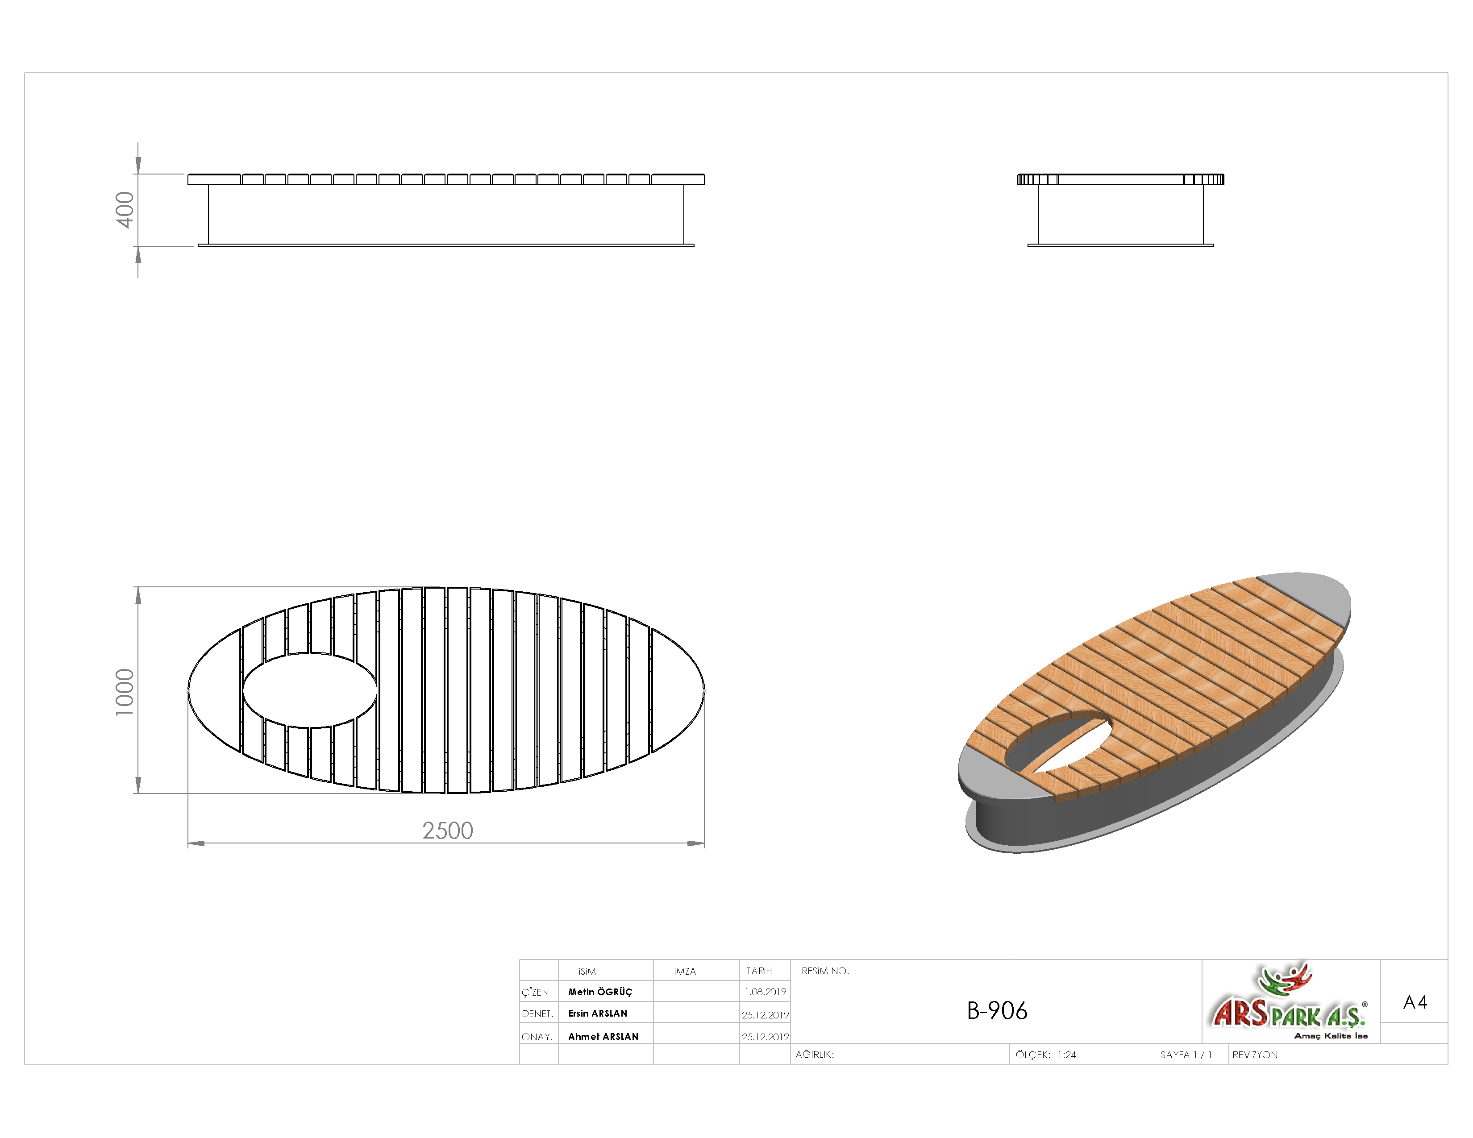 400
1000
2500
İSİM
İMZA
TARİH
RESİM NO.
ÇİZEN.
Metin ÖGRÜÇ
1.08.2019
DENET.
Ersin ARSLAN
25.12.2019
ONAY.
Ahmet ARSLAN
25.12.2019
B-906
ARSPARK A.Ş.®
Amaç Kalite İse
A4
AĞIRLIK:
ÖLÇEK: 1:24
SAYFA 1 / 1
REVİZYON